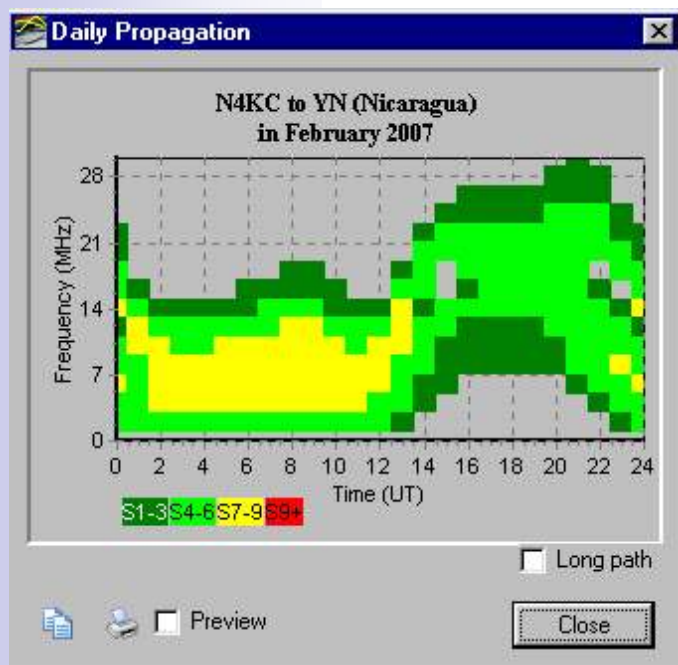 Daily Propagation
N4KC to YN (Nicaragua)
in February 2007
Frequency (MHz)
28
21
14
7
0
0 2 4 6 8 10 12 14 16 18 20 22 24
Time (UT)
S1-3 S4-6 S7-9 S9+
Long path
Preview
Close